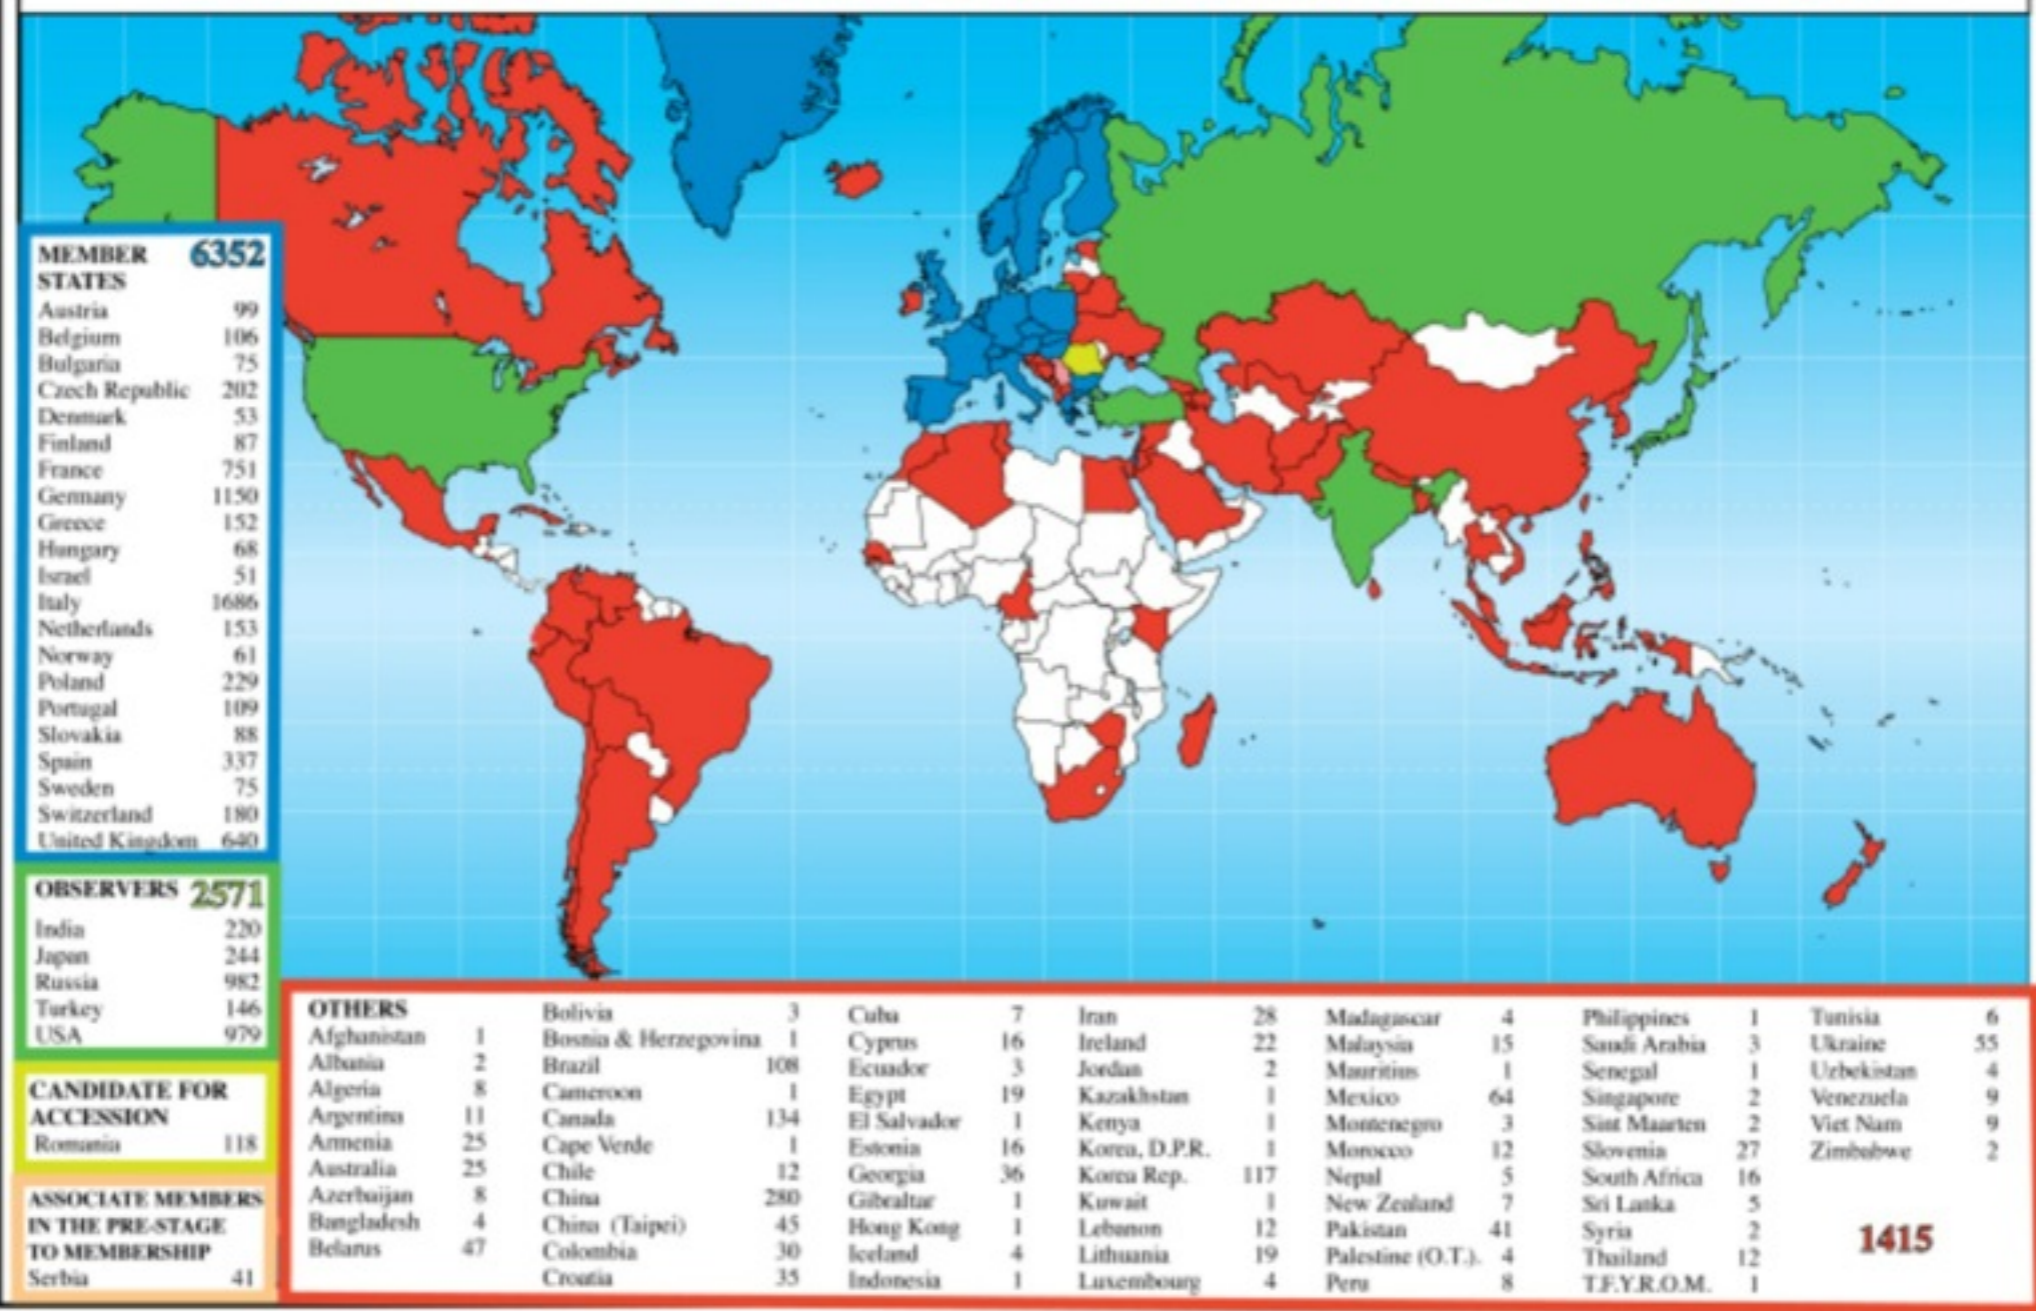 MEMBER 6352
STATES
Austria 99
Belgium 106
Bulgaria 75
Czech Republic 202
Denmark 53
Finland 87
France 751
Germany 1150
Greece 152
Hungary 68
Israel 51
Italy 1686
Netherlands 153
Norway 61
Poland 229
Portugal 109
Slovakia 88
Spain 337
Sweden 75
Switzerland 180
United Kingdom 640
OBSERVERS 2571
India 220
Japan 244
Russia 982
Turkey 146
USA 979
CANDIDATE FOR
ACCESSION
Romania 118
ASSOCIATE MEMBERS
IN THE PRE-STAGE
TO MEMBERSHIP
Serbia 41
OTHERS
Afghanistan 1
Albania 2
Algeria 8
Argentina 11
Armenia 25
Australia 25
Azerbaijan 8
Bangladesh 4
Belarus 47
Bolivia 3
Bosnia & Herzegovina 1
Brazil 108
Cameroon 1
Canada 134
Cape Verde 1
Chile 12
China 280
China (Taipei) 45
Colombia 30
Croatia 35
Cuba 7
Cyprus 16
Ecuador 3
Egypt 19
El Salvador 1
Estonia 16
Georgia 36
Gibraltar 1
Hong Kong 1
Iceland 4
Indonesia 1
Iran 28
Ireland 22
Jordan 2
Kazakhstan 1
Kenya 1
Korea, D.P.R. 1
Korea Rep. 117
Kuwait 1
Lebanon 12
Lithuania 19
Luxembourg 4
Madagascar 4
Malaysia 15
Mauritius 1
Mexico 64
Montenegro 3
Morocco 12
Nepal 5
New Zealand 7
Pakistan 41
Palestine (O.T.). 4
Peru 8
Philippines 1
Saudi Arabia 3
Senegal 1
Singapore 2
Sint Maarten 2
Slovenia 27
South Africa 16
Sri Lanka 5
Syria 2
Thailand 12
T.F.Y.R.O.M. 1
Tunisia 6
Ukraine 55
Uzbekistan 4
Venezuela 9
Viet Nam 9
Zimbabwe 2
1415